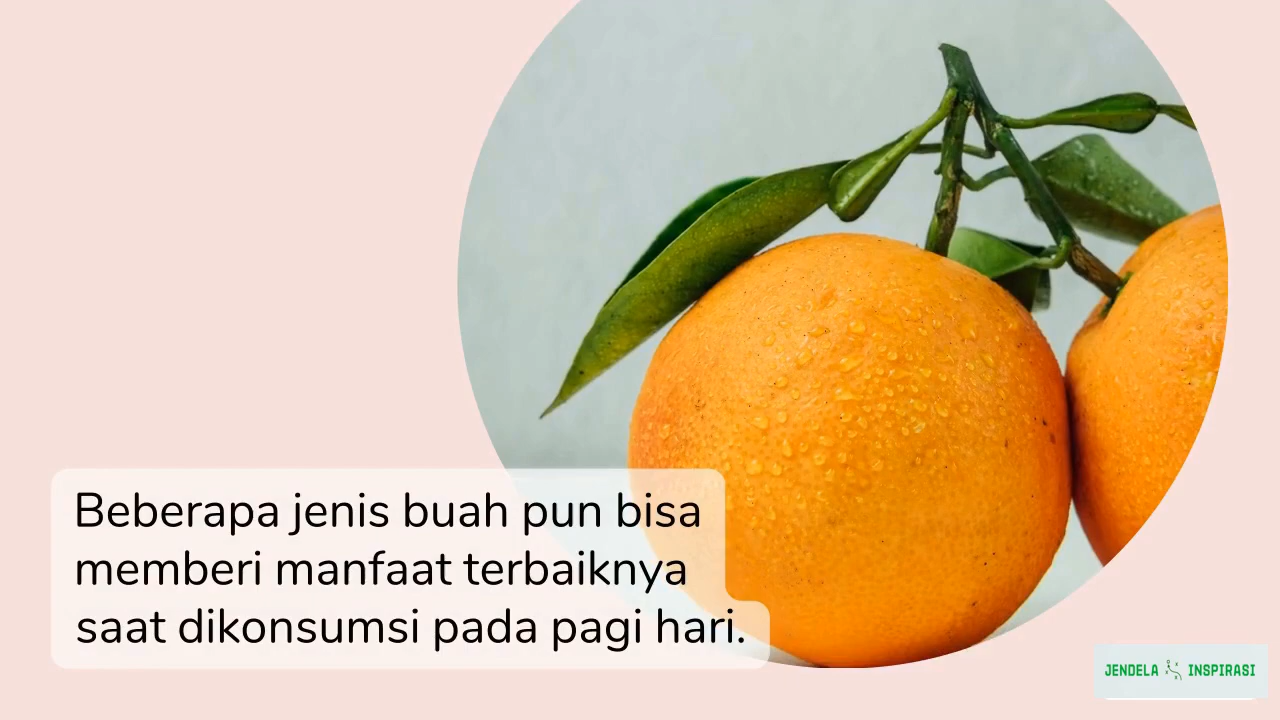 Beberapa jenis buah pun bisa
memberi manfaat terbaiknya
saat dikonsumsi pada pagi hari.
JENDELA INSPIRASI